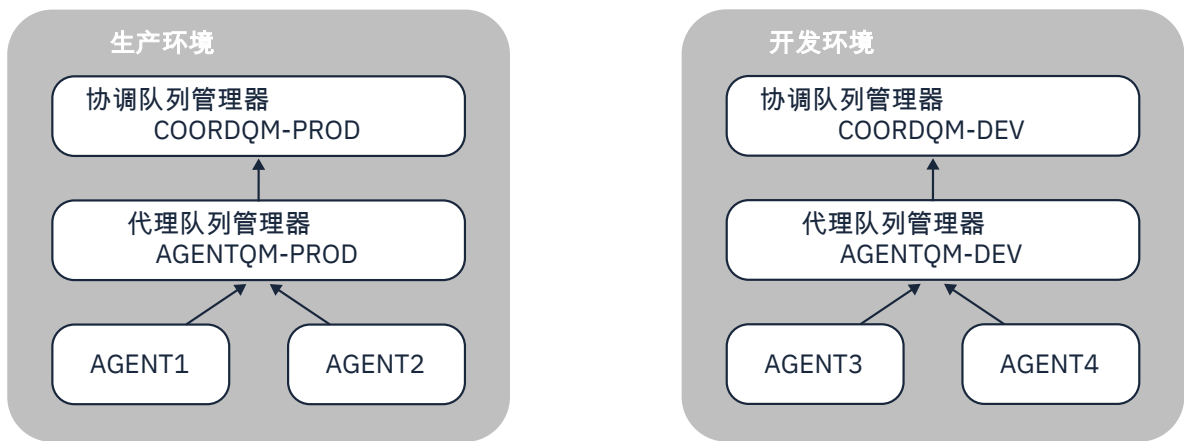 生产环境
协调队列管理器
COORDQM-PROD
代理队列管理器
AGENTQM-PROD
AGENT1
AGENT2
开发环境
协调队列管理器
COORDQM-DEV
代理队列管理器
AGENTQM-DEV
AGENT3
AGENT4